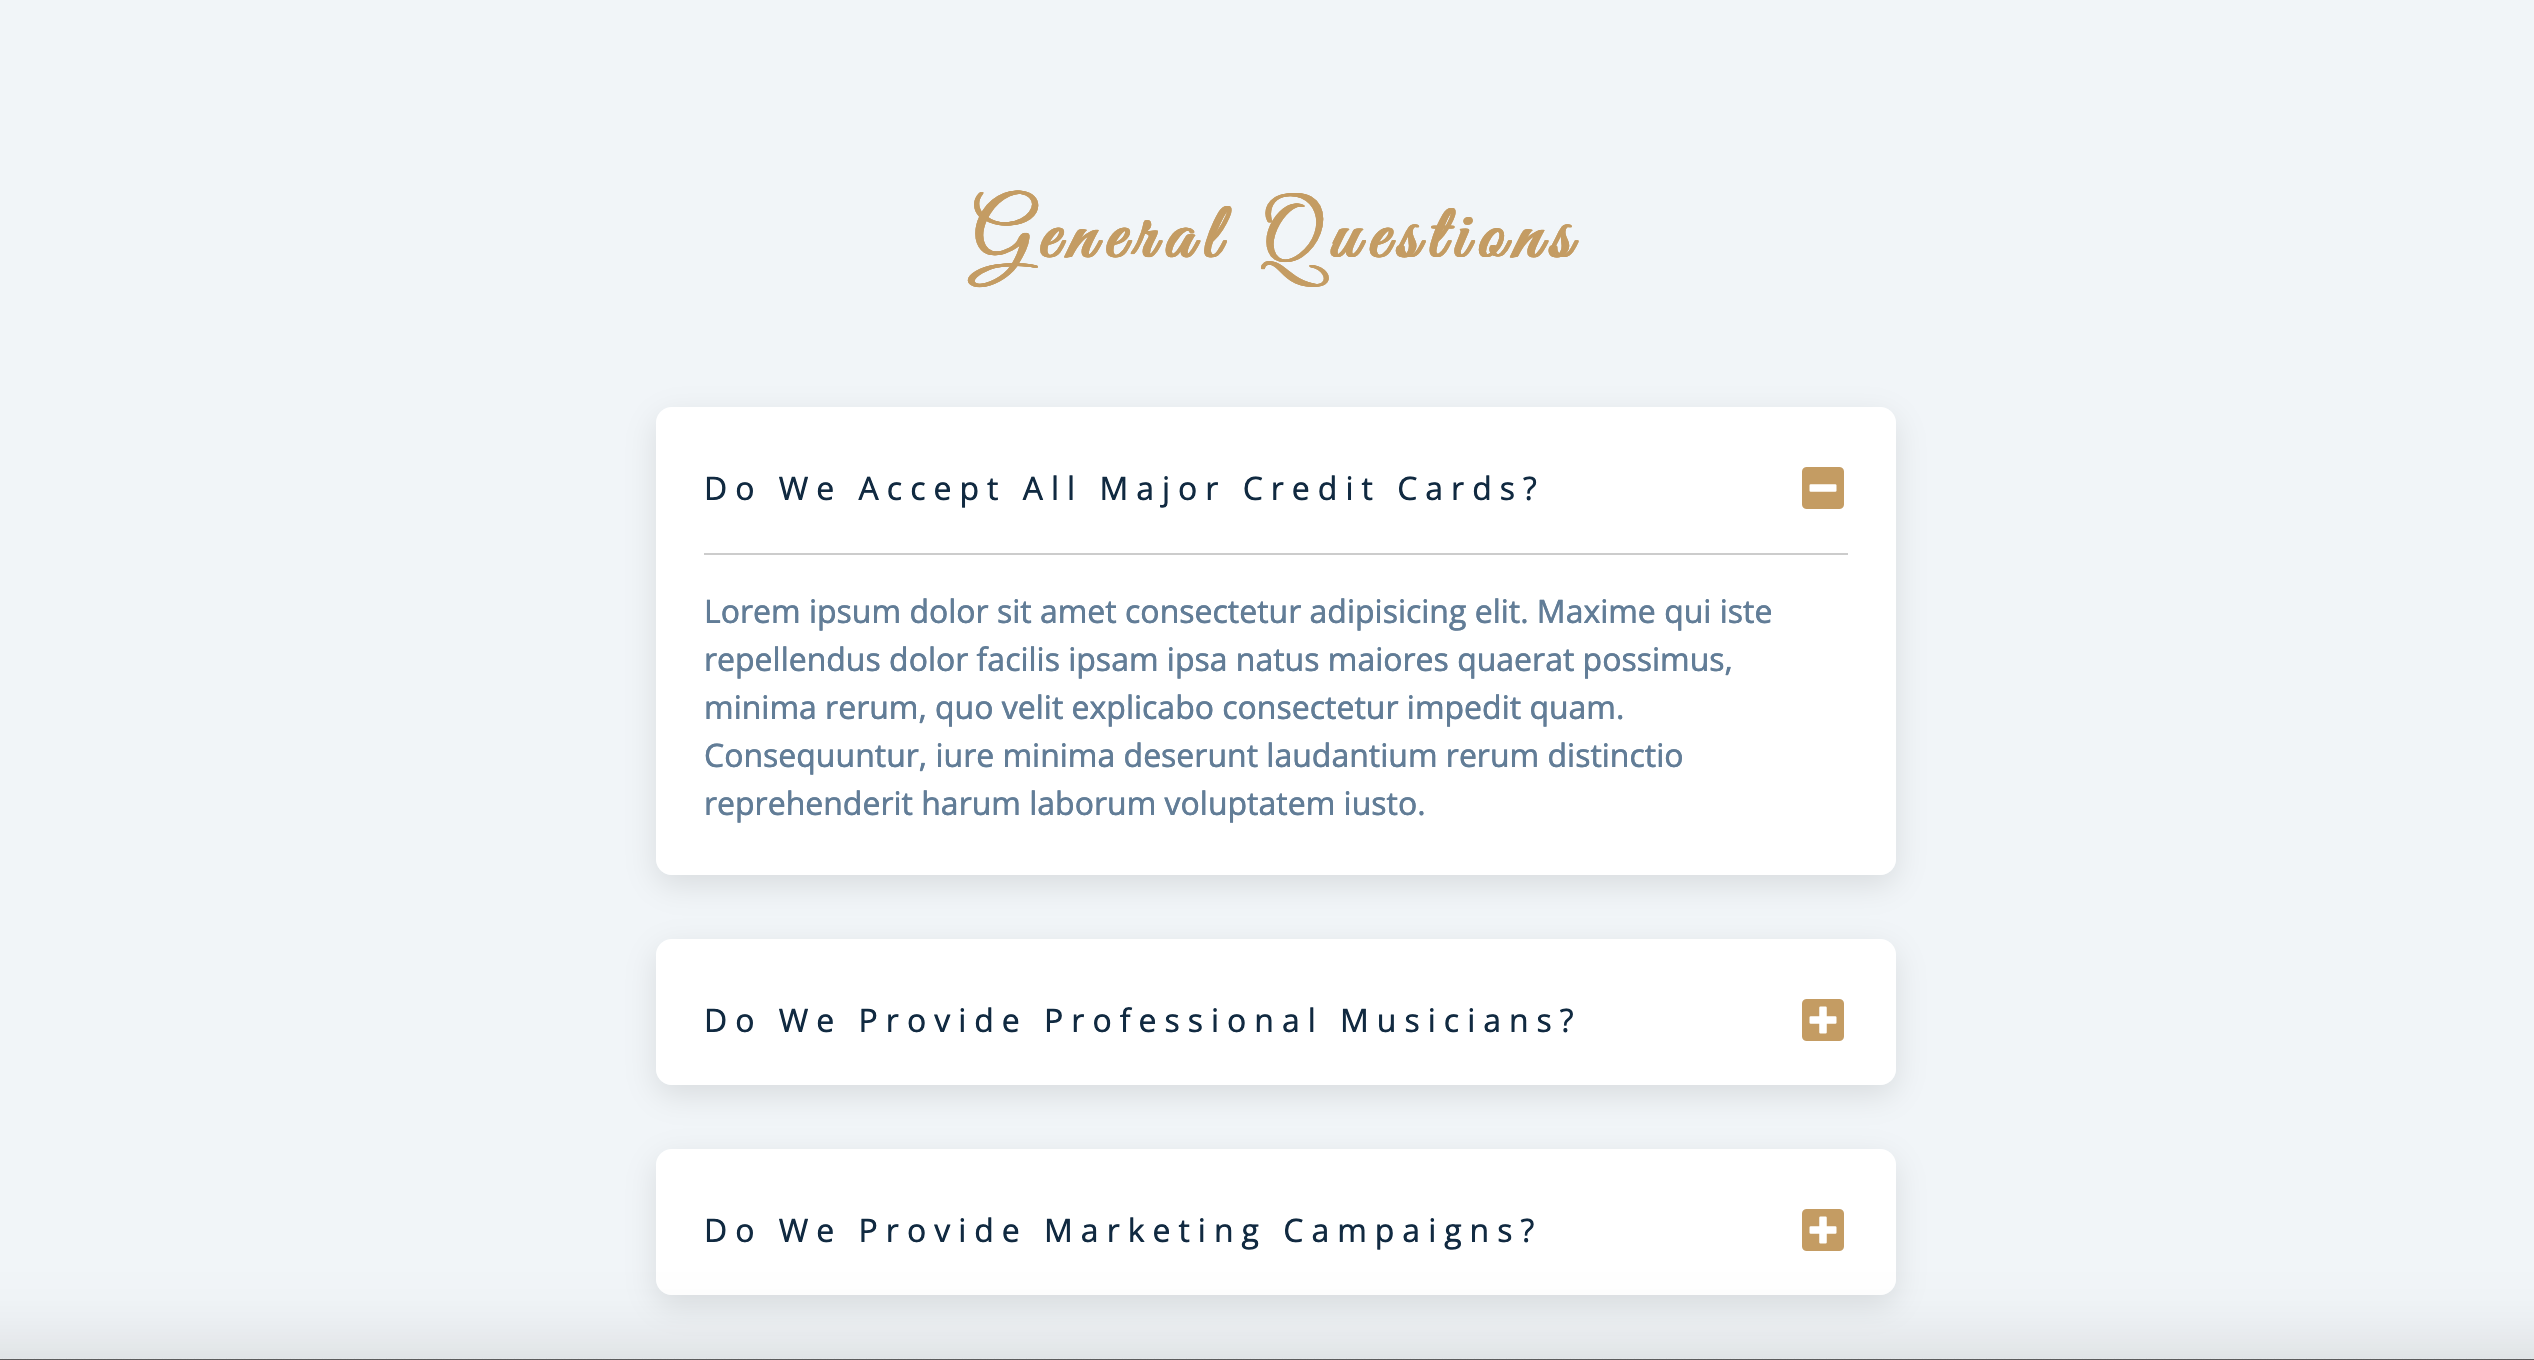 General Questions
Do We Accept All Major Credit Cards?
Lorem ipsum dolor sit amet consectetur adipisicing elit. Maxime qui iste
repellendus dolor facilis ipsam ipsa natus maiores quaerat possimus,
minima rerum, quo velit explicabo consectetur impedit quam.
Consequuntur, iure minima deserunt laudantium rerum distinctio
reprehenderit harum laborum voluptatem iusto.
Do We Provide Professional Musicians?
Do We Provide Marketing Campaigns?